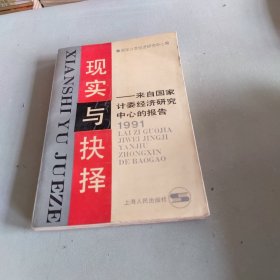 XIANSHI YU JUEZE
现实与抉择
——来自国家
计委经济研究
中心的报告
1991
LAI ZI GUOJIA
JIWEI JINGJI
YANJIU
ZHONGXIN
DE BAOGAO
上海人民出版社